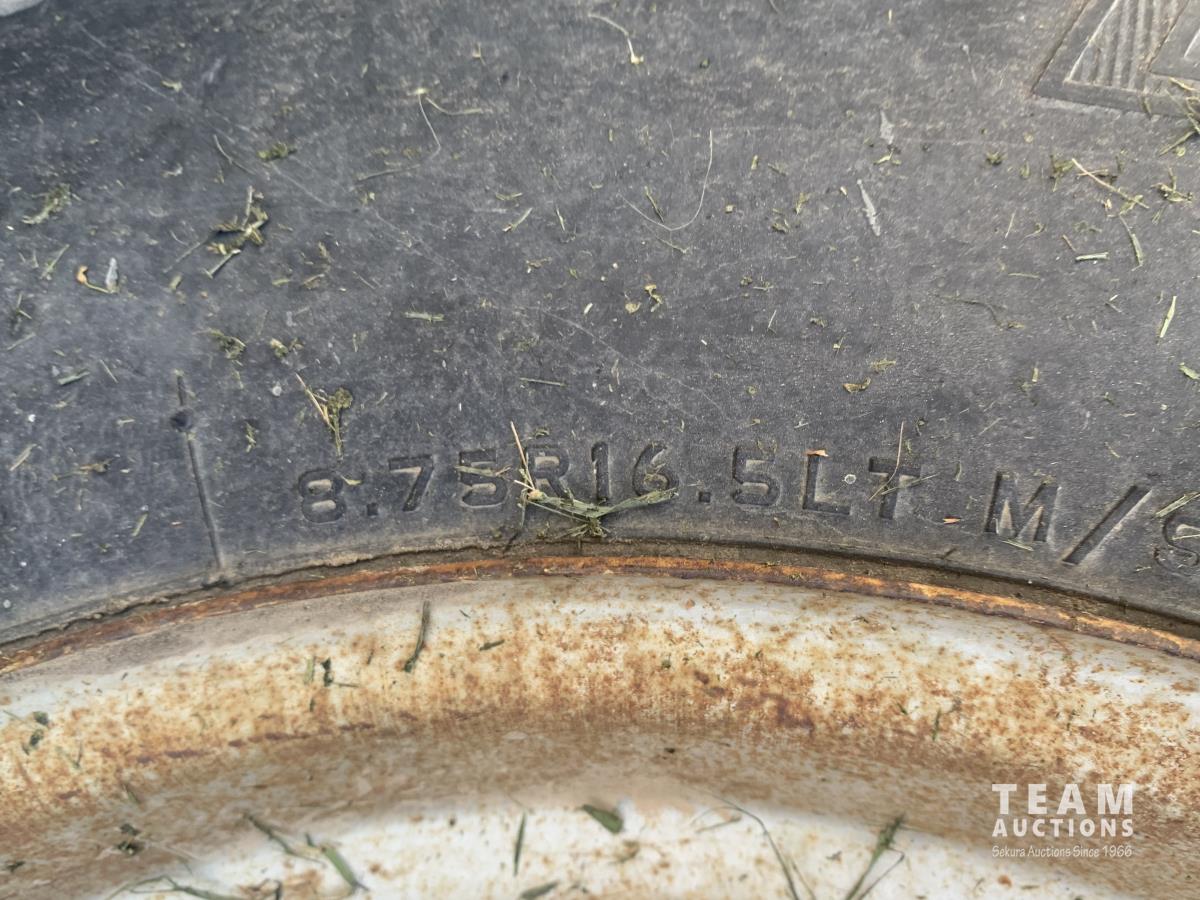 8.75R16.5LT M/S
TEAM
AUCTIONS
Sekura Auctions Since 1966